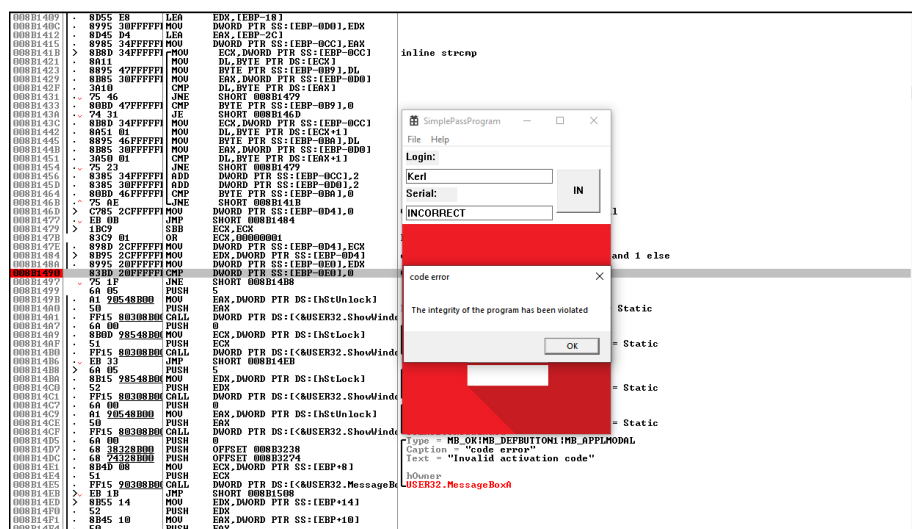 008B1409 . 8D55 E8 LEA EDX,[EBP-18]
008B140C . 8995 30FFFFFI MOV DWORD PTR SS:[EBP-0D0],EDX
008B1412 . 8D45 D4 LEA EAX,[EBP-2C]
008B1415 . 8985 34FFFFFI MOV DWORD PTR SS:[EBP-0CC],EAX
008B141B > 8B8D 34FFFFFI MOV ECX,DWORD PTR SS:[EBP-0CC] inline strcmp
008B1421 . 8A11 MOV DL,BYTE PTR DS:[ECX]
008B1423 . 8895 47FFFFFI MOV BYTE PTR SS:[EBP-0B9],DL
008B1429 . 8B85 30FFFFFI MOV EAX,DWORD PTR SS:[EBP-0D0]
008B142F . 3A10 CMP DL,BYTE PTR DS:[EAX]
008B1431 . 75 46 JNE SHORT 008B1479
008B1433 . 80BD 47FFFFFI CMP BYTE PTR SS:[EBP-0B9],0
008B143A . 74 31 JE SHORT 008B146D
008B143C . 8B8D 34FFFFFI MOV ECX,DWORD PTR SS:[EBP-0CC]
008B1442 . 8A51 01 MOV DL,BYTE PTR DS:[ECX+1]
008B1445 . 8895 46FFFFFI MOV BYTE PTR SS:[EBP-0BA],DL
008B144B . 8B85 30FFFFFI MOV EAX,DWORD PTR SS:[EBP-0D0]
008B1451 . 3A50 01 CMP DL,BYTE PTR DS:[EAX+1]
008B1454 . 75 23 JNE SHORT 008B1479
008B1456 . 8385 34FFFFFI ADD DWORD PTR SS:[EBP-0CC],2
008B145D . 8385 30FFFFFI ADD DWORD PTR SS:[EBP-0D0],2
008B1464 . 80BD 46FFFFFI CMP BYTE PTR SS:[EBP-0BA],0
008B146B . 75 AE JNE SHORT 008B141B
008B146D > C785 2CFFFFFI MOV DWORD PTR SS:[EBP-0D4],0
008B1477 . EB 0B JMP SHORT 008B1484
008B1479 > 1BC9 SBB ECX,ECX
008B147B 83C9 01 OR ECX,00000001
008B147E . 898D 2CFFFFFI MOV DWORD PTR SS:[EBP-0D4],ECX
008B1484 > 8B95 2CFFFFFI MOV EDX,DWORD PTR SS:[EBP-0D4] and 1 else
008B148A . 8995 20FFFFFI MOV DWORD PTR SS:[EBP-0E0],EDX
008B1490 83BD 20FFFFFI CMP DWORD PTR SS:[EBP-0E0],0
008B1497 75 1F JNE SHORT 008B14B8
008B1499 6A 05 PUSH 5
008B149B . A1 90548B00 MOV EAX,DWORD PTR DS:[hStUnlock]
008B14A0 . 50 PUSH EAX Static
008B14A1 . FF15 80308B00 CALL DWORD PTR DS:[<&USER32.ShowWindo
008B14A7 . 6A 00 PUSH 0
008B14A9 . 8B0D 98548B00 MOV ECX,DWORD PTR DS:[hStLock]
008B14AF . 51 PUSH ECX = Static
008B14B0 . FF15 80308B00 CALL DWORD PTR DS:[<&USER32.ShowWindo
008B14B6 . EB 33 JMP SHORT 008B14EB
008B14B8 > 6A 05 PUSH 5
008B14BA . 8B15 98548B00 MOV EDX,DWORD PTR DS:[hStLock]
008B14C0 . 52 PUSH EDX = Static
008B14C1 . FF15 80308B00 CALL DWORD PTR DS:[<&USER32.ShowWindo
008B14C7 . 6A 00 PUSH 0
008B14C9 . A1 90548B00 MOV EAX,DWORD PTR DS:[hStUnlock]
008B14CE . 50 PUSH EAX = Static
008B14CF . FF15 80308B00 CALL DWORD PTR DS:[<&USER32.ShowWindo
008B14D5 . 6A 00 PUSH 0 Type = MB_OK|MB_DEFBUTTON1|MB_APPLMODAL
008B14D7 . 68 38328B00 PUSH OFFSET 008B3238 Caption = "code error"
008B14DC . 68 74328B00 PUSH OFFSET 008B3274 Text = "Invalid activation code"
008B14E1 . 8B4D 08 MOV ECX,DWORD PTR SS:[EBP+8]
008B14E4 . 51 PUSH ECX hOwner
008B14E5 . FF15 90308B00 CALL DWORD PTR DS:[<&USER32.MessageBo USER32.MessageBoxA
008B14EB > EB 1B JMP SHORT 008B1508
008B14ED > 8B55 14 MOV EDX,DWORD PTR SS:[EBP+14]
008B14F0 . 52 PUSH EDX
008B14F1 . 8B45 10 MOV EAX,DWORD PTR SS:[EBP+10]
008B14F4 . 50 PUSH EAX
SimplePassProgram
File Help
Login:
Kerl
IN
Serial:
INCORRECT
code error
The integrity of the program has been violated
OK